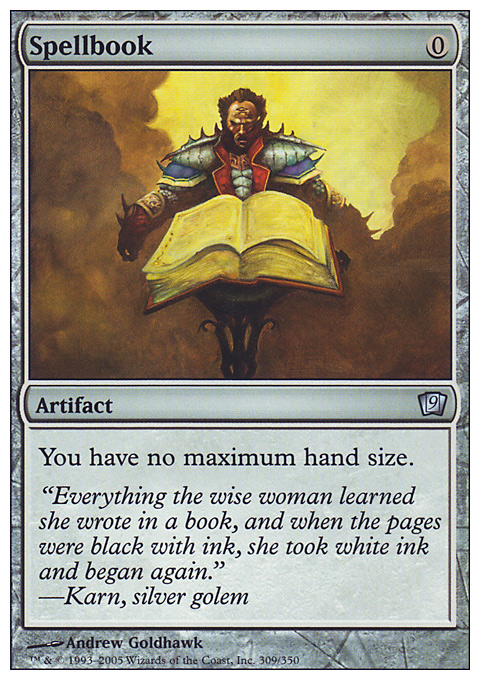 Spellbook 0
Artifact 9
You have no maximum hand size.
“Everything the wise woman learned
she wrote in a book, and when the pages
were black with ink, she took white ink
and began again.”
—Karn, silver golem
Andrew Goldhawk
™& © 1993–2005 Wizards of the Coast, Inc. 309/350